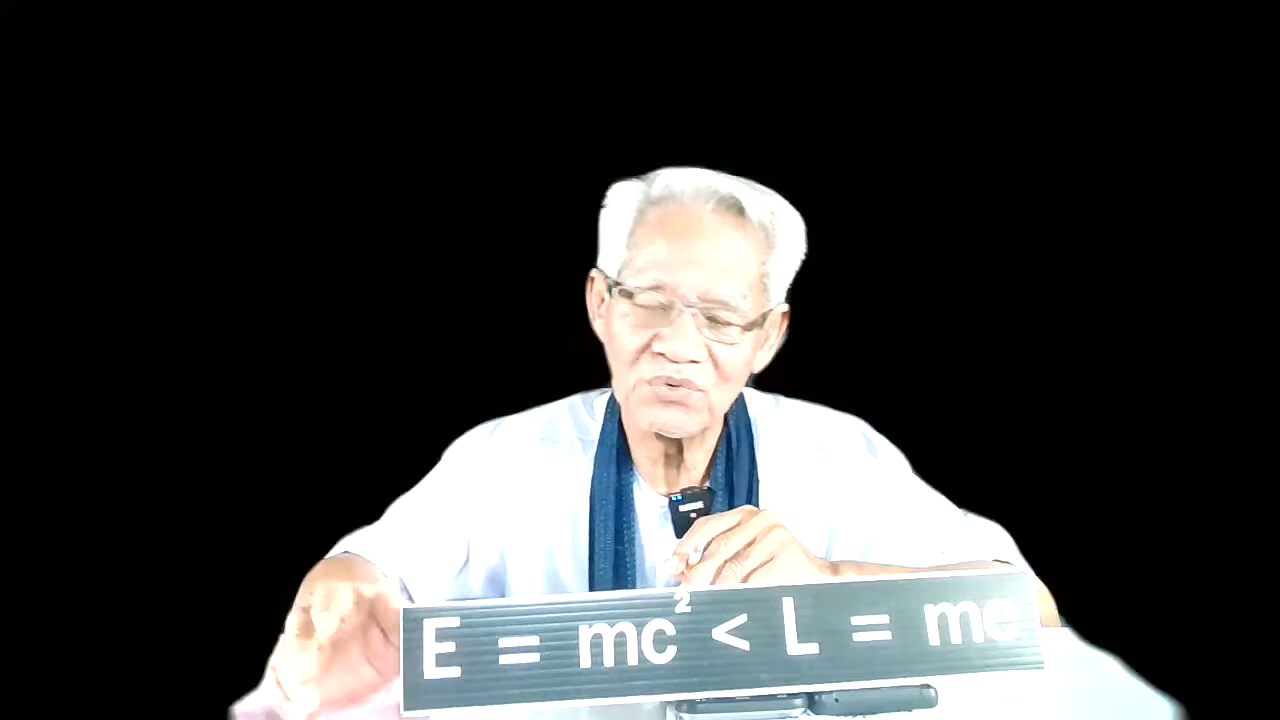 E = mc² < L = me